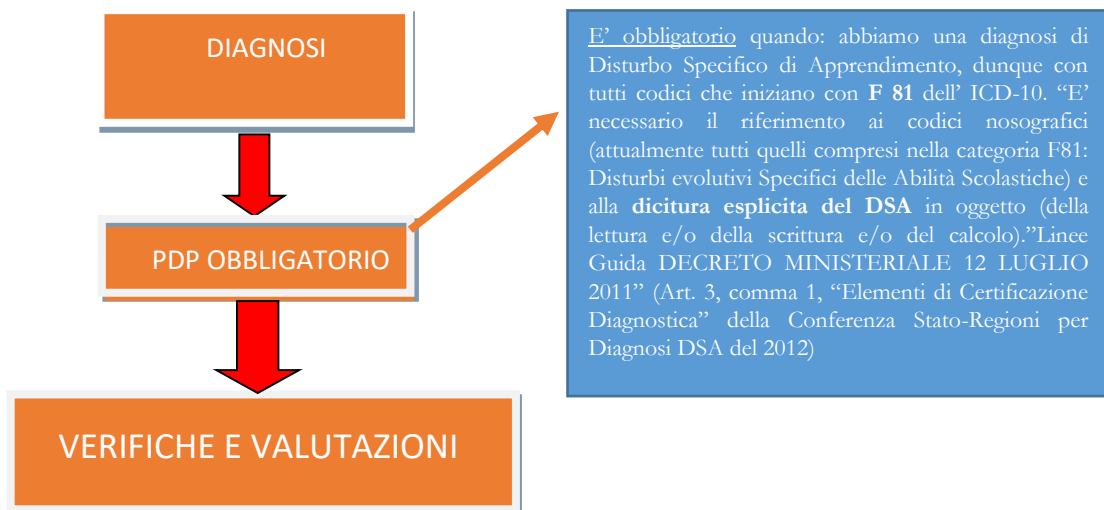 DIAGNOSI
PDP OBBLIGATORIO
VERIFICHE E VALUTAZIONI
E’ obbligatorio quando: abbiamo una diagnosi di
Disturbo Specifico di Apprendimento, dunque con
tutti codici che iniziano con F 81 dell’ ICD-10. “E’
necessario il riferimento ai codici nosografici
(attualmente tutti quelli compresi nella categoria F81:
Disturbi evolutivi Specifici delle Abilità Scolastiche) e
alla dicitura esplicita del DSA in oggetto (della
lettura e/o della scrittura e/o del calcolo).”Linee
Guida DECRETO MINISTERIALE 12 LUGLIO
2011” (Art. 3, comma 1, “Elementi di Certificazione
Diagnostica” della Conferenza Stato-Regioni per
Diagnosi DSA del 2012)